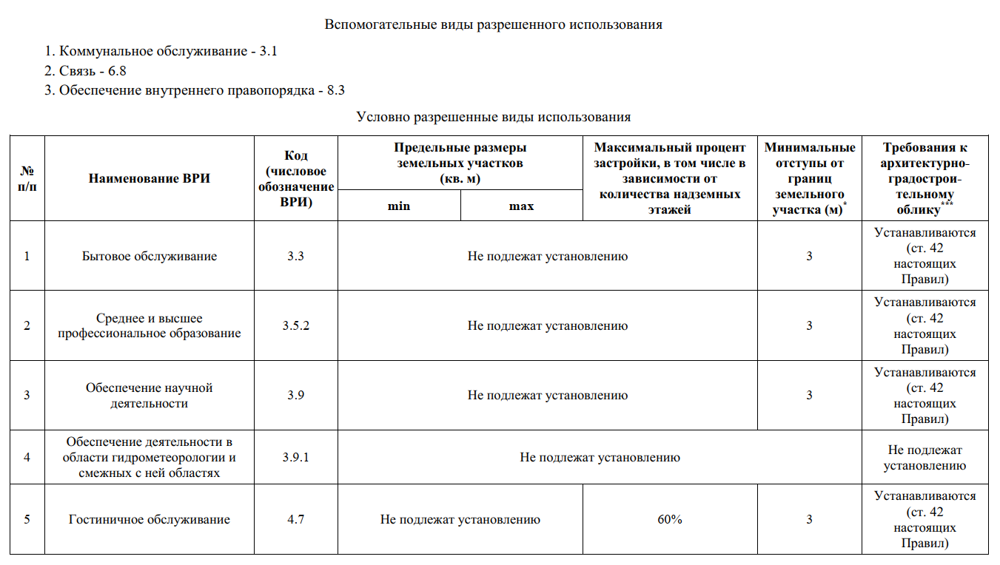 Вспомогательные виды разрешенного использования
1. Коммунальное обслуживание - 3.1
2. Связь - 6.8
3. Обеспечение внутреннего правопорядка - 8.3
Условно разрешенные виды использования
№
п/п
Наименование ВРИ
Код
(числовое
обозначение
ВРИ)
Предельные размеры
земельных участков
(кв. м)
min
max
Максимальный процент
застройки, в том числе в
зависимости от
количества надземных
этажей
Минимальные
отступы от
границ
земельного
участка (м)*
Требования к
архитектурно-
градострои-
тельному
облику***
1
Бытовое обслуживание
3.3
Не подлежат установлению
3
Устанавливаются
(ст. 42
настоящих
Правил)
2
Среднее и высшее
профессиональное образование
3.5.2
Не подлежат установлению
3
Устанавливаются
(ст. 42
настоящих
Правил)
3
Обеспечение научной
деятельности
3.9
Не подлежат установлению
3
Устанавливаются
(ст. 42
настоящих
Правил)
4
Обеспечение деятельности в
области гидрометеорологии и
смежных с ней областях
3.9.1
Не подлежат установлению
Не подлежат
установлению
5
Гостиничное обслуживание
4.7
Не подлежат установлению
60%
3
Устанавливаются
(ст. 42
настоящих
Правил)